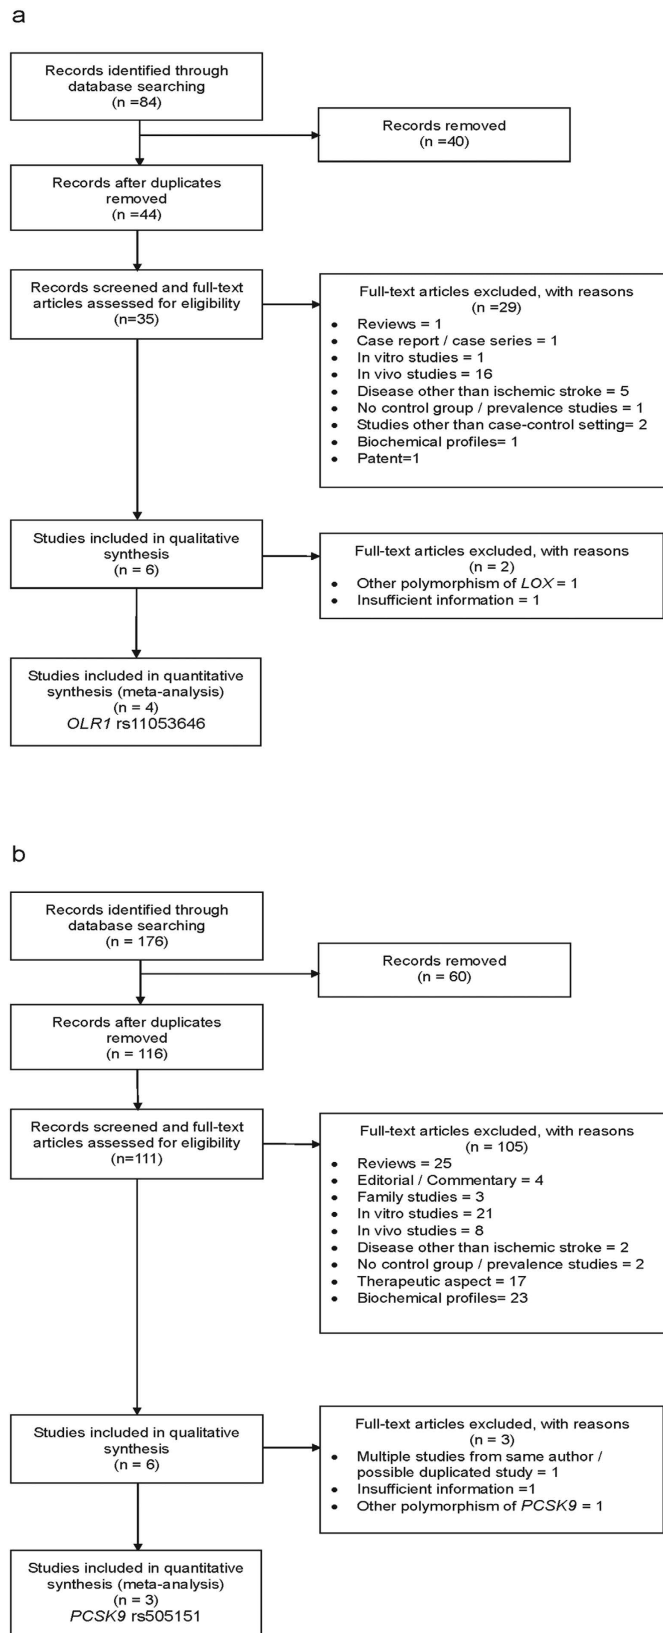 a
Records identified through
database searching
(n =84)
Records removed
(n =40)
Records after duplicates
removed
(n =44)
Records screened and full-text
articles assessed for eligibility
(n=35)
Full-text articles excluded, with reasons
(n =29)
• Reviews = 1
• Case report / case series = 1
• In vitro studies = 1
• In vivo studies = 16
• Disease other than ischemic stroke = 5
• No control group / prevalence studies = 1
• Studies other than case-control setting= 2
• Biochemical profiles= 1
• Patent=1
Studies included in qualitative
synthesis
(n = 6)
Full-text articles excluded, with reasons
(n = 2)
• Other polymorphism of LOX = 1
• Insufficient information = 1
Studies included in quantitative
synthesis (meta-analysis)
(n = 4)
OLR1 rs11053646
b
Records identified through
database searching
(n = 176)
Records removed
(n = 60)
Records after duplicates
removed
(n = 116)
Records screened and full-text
articles assessed for eligibility
(n=111)
Full-text articles excluded, with reasons
(n = 105)
• Reviews = 25
• Editorial / Commentary = 4
• Family studies = 3
• In vitro studies = 21
• In vivo studies = 8
• Disease other than ischemic stroke = 2
• No control group / prevalence studies = 2
• Therapeutic aspect = 17
• Biochemical profiles= 23
Studies included in qualitative
synthesis
(n = 6)
Full-text articles excluded, with reasons
(n = 3)
• Multiple studies from same author /
possible duplicated study = 1
• Insufficient information =1
• Other polymorphism of PCSK9 = 1
Studies included in quantitative
synthesis (meta-analysis)
(n = 3)
PCSK9 rs505151